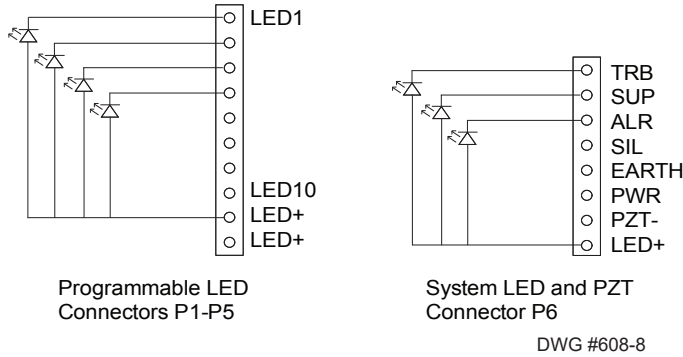 LED1
LED10
LED+
LED+
Programmable LED
Connectors P1-P5
TRB
SUP
ALR
SIL
EARTH
PWR
PZT-
LED+
System LED and PZT
Connector P6
DWG #608-8